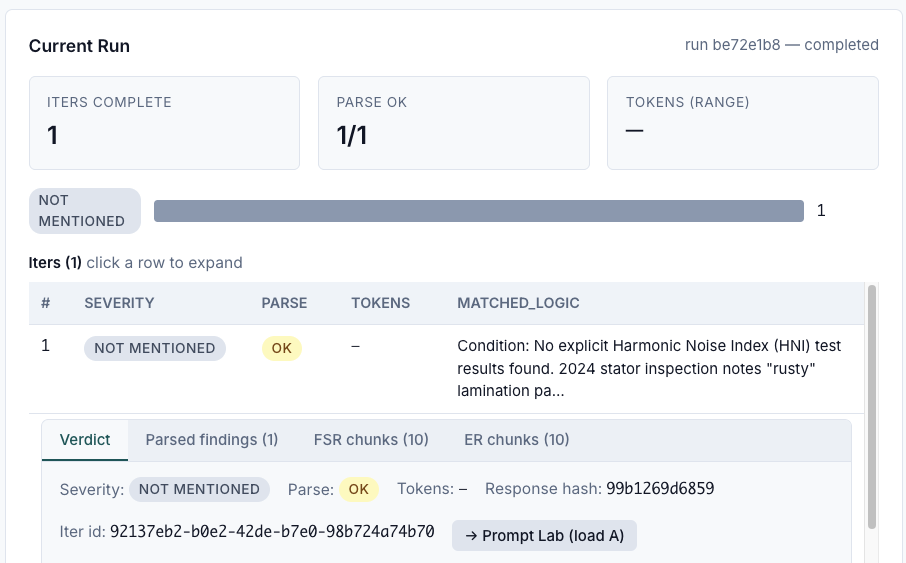 Current Run
run be72e1b8 — completed
ITERS COMPLETE
1
PARSE OK
1/1
TOKENS (RANGE)
—
NOT
MENTIONED
1
Iters (1) click a row to expand
# SEVERITY PARSE TOKENS MATCHED_LOGIC
1 NOT MENTIONED OK – Condition: No explicit Harmonic Noise Index (HNI) test
results found. 2024 stator inspection notes "rusty"
lamination pa...
Verdict Parsed findings (1) FSR chunks (10) ER chunks (10)
Severity: NOT MENTIONED Parse: OK Tokens: – Response hash: 99b1269d6859
Iter id: 92137eb2-b0e2-42de-b7e0-98b724a74b70 → Prompt Lab (load A)